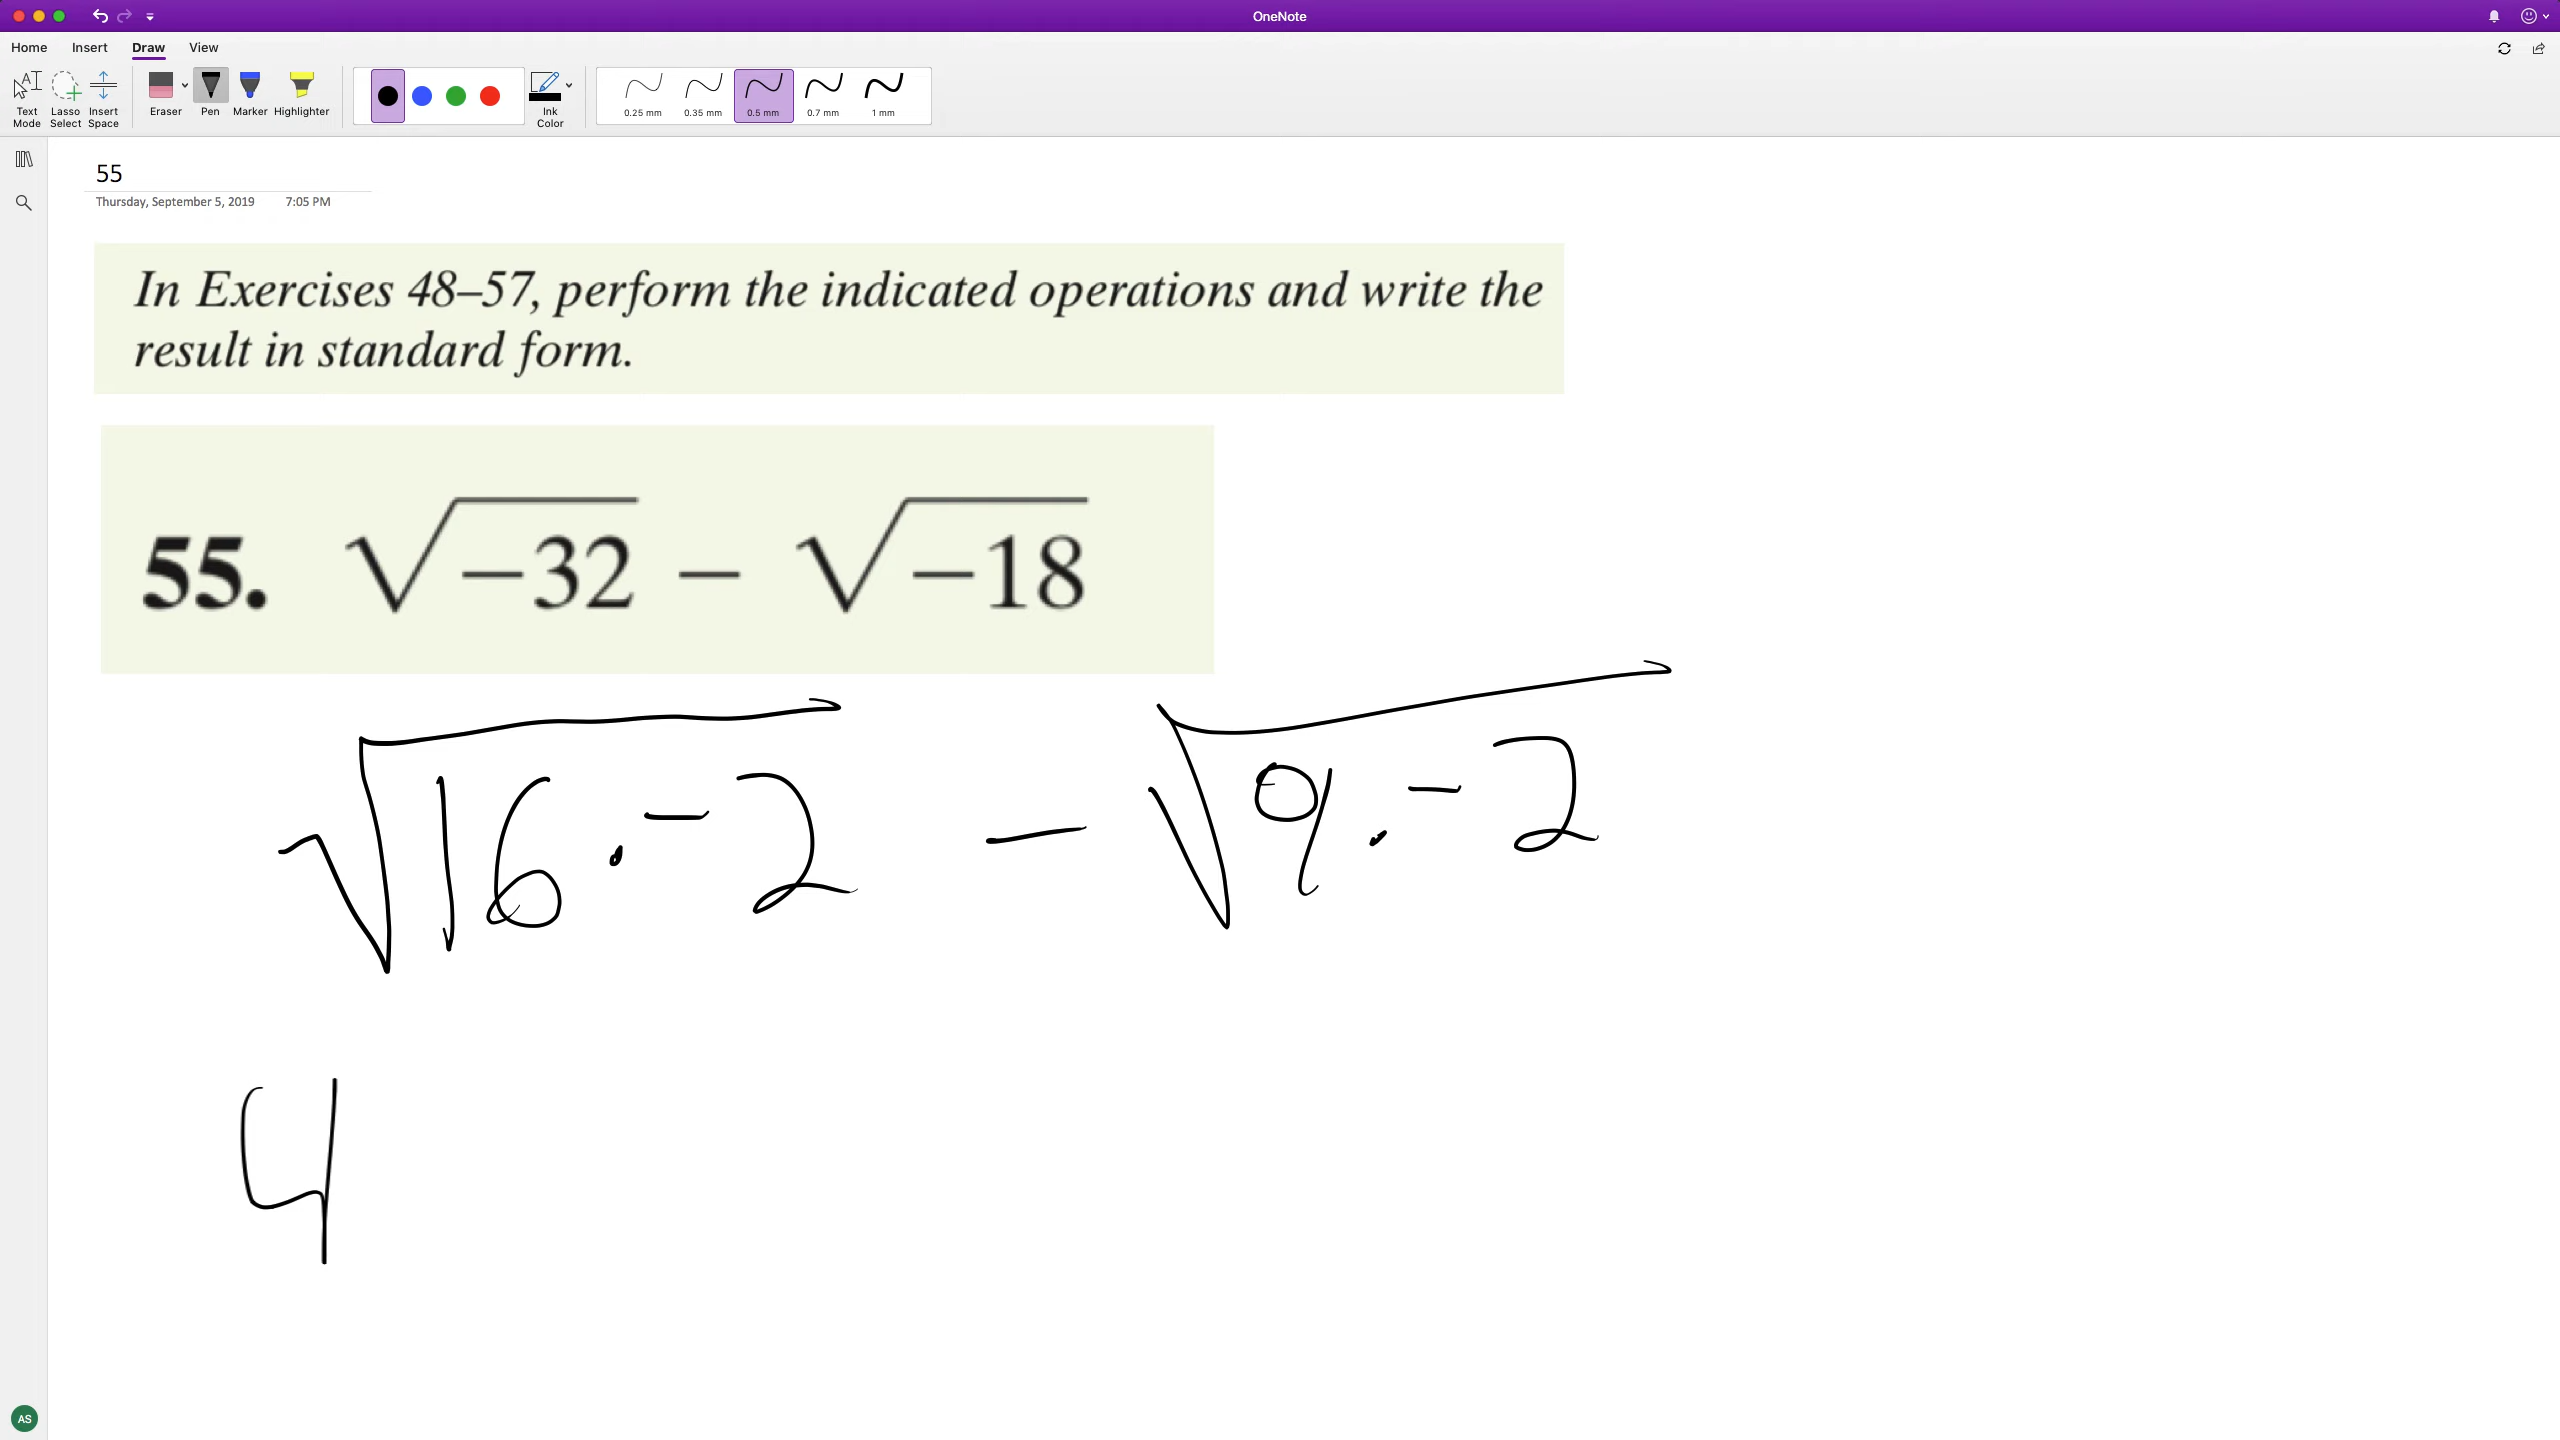 OneNote
Home Insert Draw View
Text Mode Lasso Select Insert Space Eraser Pen Marker Highlighter Ink Color 0.25 mm 0.35 mm 0.5 mm 0.7 mm 1 mm
55
Thursday, September 5, 2019 7:05 PM
In Exercises 48–57, perform the indicated operations and write the
result in standard form.
55. √−32 − √−18
√16·−2 − √9·−2
4
AS